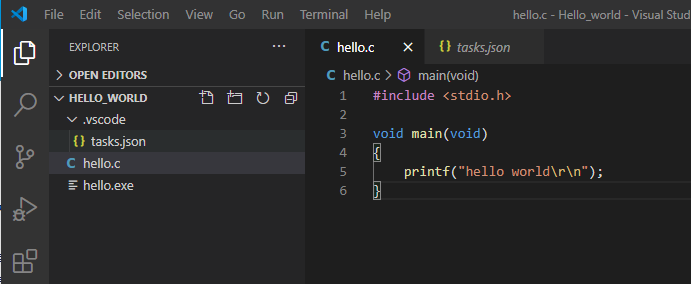 File Edit Selection View Go Run Terminal Help hello.c - Hello_world - Visual Stud
EXPLORER ...
OPEN EDITORS
HELLO_WORLD
.vscode
{} tasks.json
C hello.c
hello.exe
C hello.c {} tasks.json
C hello.c > main(void)
1 #include <stdio.h>
2
3 void main(void)
4 {
5 printf("hello world\r\n");
6 }